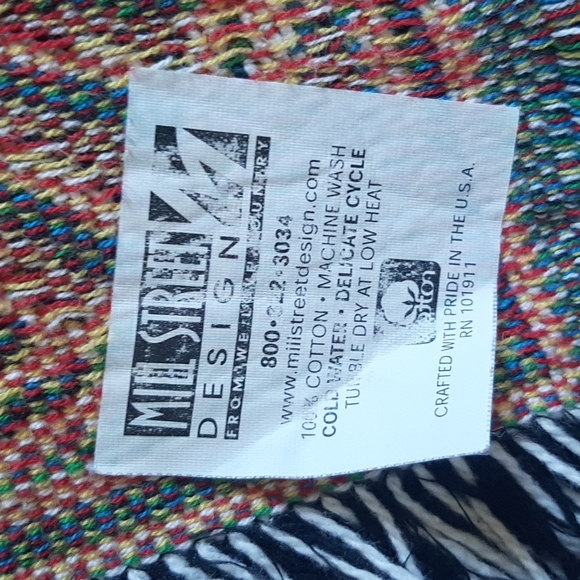 MILL STREET
DESIGN
800•322•3034
www.millstreetdesign.com
100% COTTON • MACHINE WASH
COLD WATER • DELICATE CYCLE
TUMBLE DRY AT LOW HEAT
cotton
CRAFTED WITH PRIDE IN THE U.S.A.
RN 101911